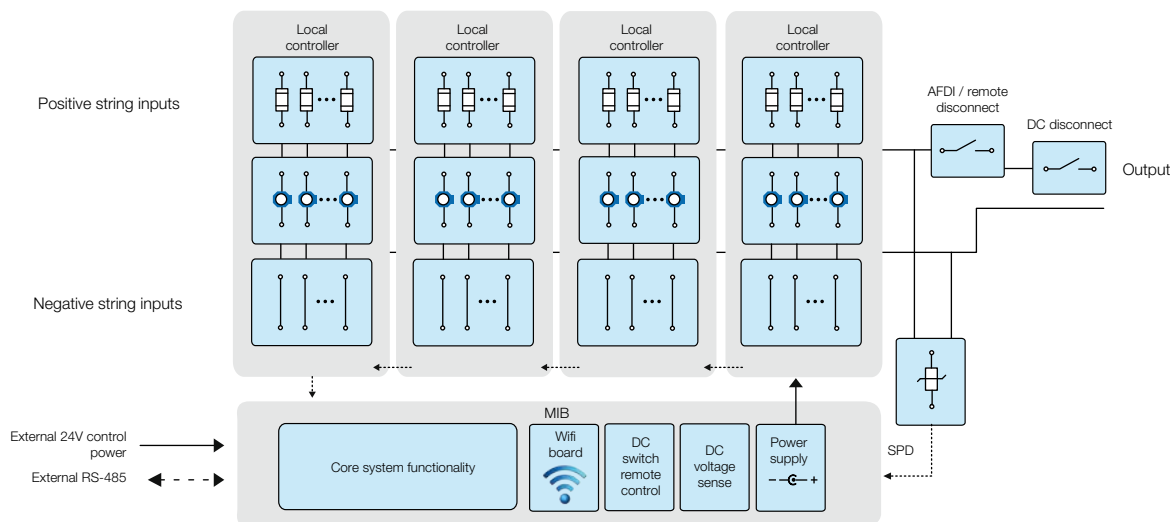 Local
controller
Local
controller
Local
controller
Local
controller
Positive string inputs
AFDI / remote
disconnect
DC disconnect
Output
Negative string inputs
MIB
External 24V control
power
External RS-485
Core system functionality
Wifi
board
DC
switch
remote
control
DC
voltage
sense
Power
supply
SPD